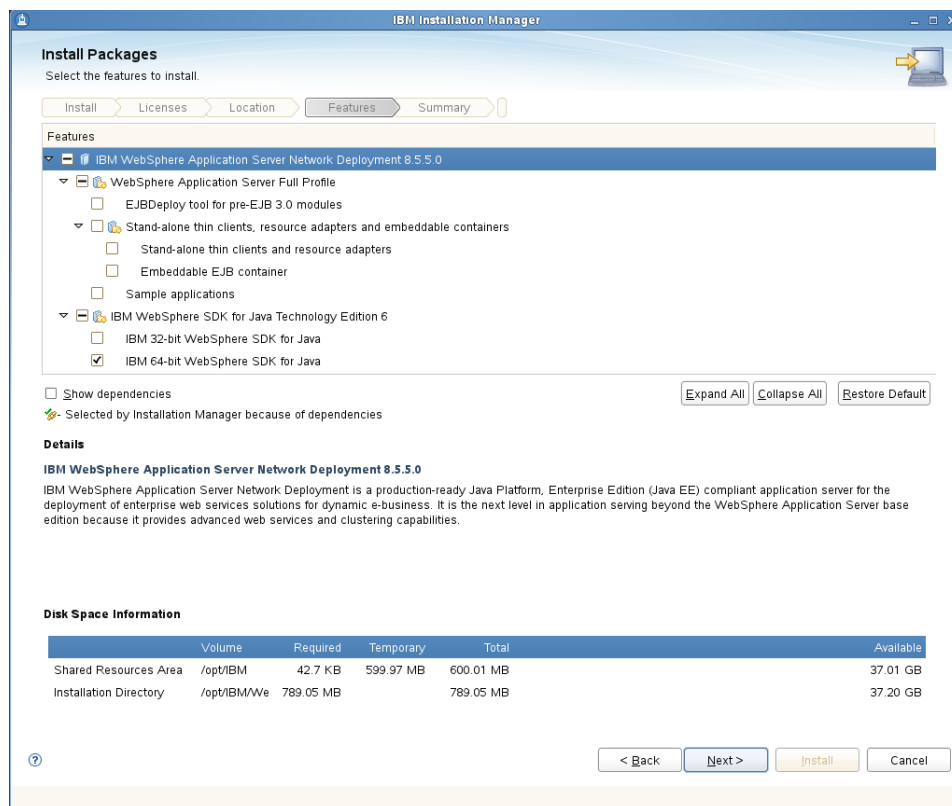 IBM Installation Manager
Install Packages
Select the features to install.
Install Licenses Location Features Summary
Features
IBM WebSphere Application Server Network Deployment 8.5.5.0
WebSphere Application Server Full Profile
EJBDeploy tool for pre-EJB 3.0 modules
Stand-alone thin clients, resource adapters and embeddable containers
Stand-alone thin clients and resource adapters
Embeddable EJB container
Sample applications
IBM WebSphere SDK for Java Technology Edition 6
IBM 32-bit WebSphere SDK for Java
IBM 64-bit WebSphere SDK for Java
Show dependencies Expand All Collapse All Restore Default
- Selected by Installation Manager because of dependencies
Details
IBM WebSphere Application Server Network Deployment 8.5.5.0
IBM WebSphere Application Server Network Deployment is a production-ready Java Platform, Enterprise Edition (Java EE) compliant application server for the
deployment of enterprise web services solutions for dynamic e-business. It is the next level in application serving beyond the WebSphere Application Server base
edition because it provides advanced web services and clustering capabilities.
Disk Space Information
Volume Required Temporary Total Available
Shared Resources Area /opt/IBM 42.7 KB 599.97 MB 600.01 MB 37.01 GB
Installation Directory /opt/IBM/We 789.05 MB 789.05 MB 37.20 GB
? < Back Next > Install Cancel